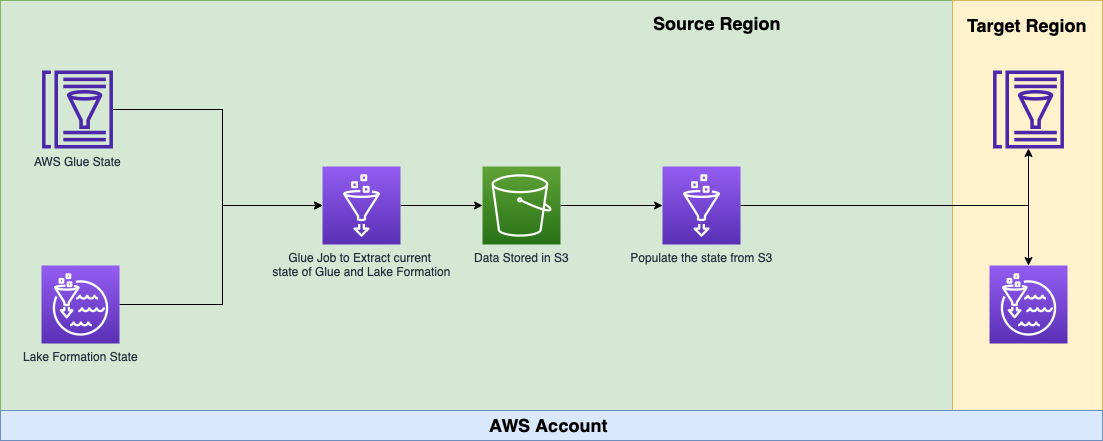 Source Region
Target Region
AWS Glue State
Glue Job to Extract current
state of Glue and Lake Formation
Data Stored in S3
Populate the state from S3
Lake Formation State
AWS Account